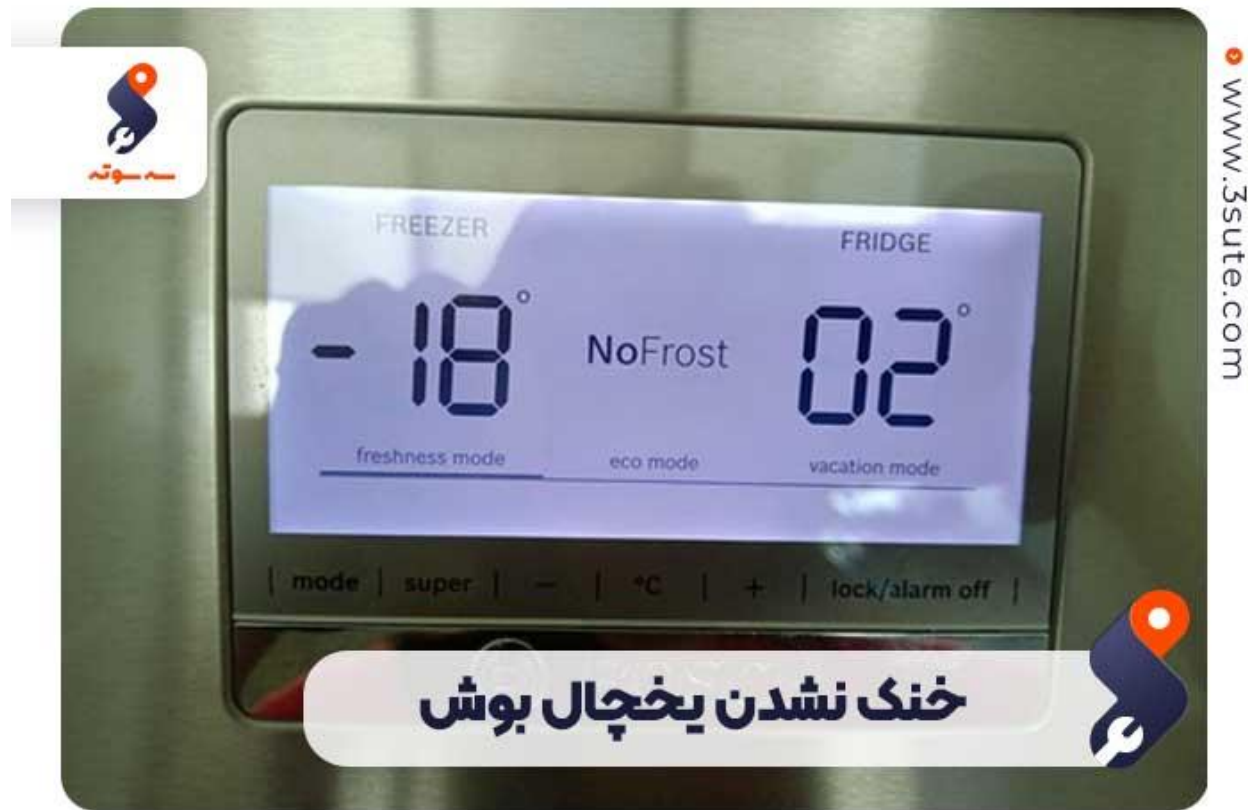 سه سوته
www.3sute.com
FREEZER
FRIDGE
-18°
NoFrost
02°
freshness mode
eco mode
vacation mode
mode | super | − | °C | + | lock/alarm off
خنک نشدن یخچال بوش